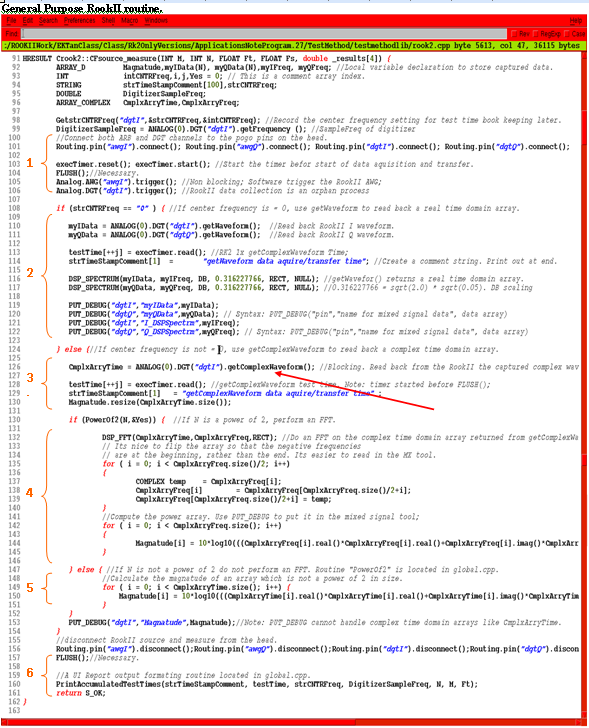 General Purpose RookII routine.
File Edit Search Preferences Shell Macro Windows Help
Find Rev RegExp Case
:/ROOKIIWork/EKTanClass/Class/Rk2OnlyVersions/ApplicationsNoteProgram.27/TestMethod/testmethodlib/rook2.cpp byte 5613, col 47, 36115 bytes
91 HRESULT Crook2::CFsource_measure(INT M, INT N, FLOAT Ft, FLOAT Fs, double _results[4]) {
92 ARRAY_D Magnatude,myIData(N), myQData(N),myIFreq, myQFreq; //Local variable declaration to store captured data.
93 INT intCNTRFreq,i,j,Yes = 0; // This is a comment array index.
94 STRING strTimeStampComment[100],strCNTRFreq;
95 DOUBLE DigitizerSampleFreq;
96 ARRAY_COMPLEX CmplxArryTime,CmplxArryFreq;
97
98 GetstrCNTRFreq("dgtI",&strCNTRFreq,&intCNTRFreq); //Record the center frequency setting for test time book keeping later.
99 DigitizerSampleFreq = ANALOG(0).DGT("dgtI").getFrequency (); //SampleFreq of digitizer
100 //Connect both ARB and DGT channels to the pogo pins on the head.
101 Routing.pin("awgI").connect(); Routing.pin("awgQ").connect(); Routing.pin("dgtI").connect(); Routing.pin("dgtQ").connect();
102
1
103 execTimer.reset(); execTimer.start(); //Start the timer befor start of data aquisition and transfer.
104 FLUSH();//Necessary.
105 Analog.AWG("awgI").trigger(); //Non blocking; Software trigger the RookII AWG;
106 Analog.DGT("dgtI").trigger(); //RookII data collection is an orphan process
107
108 if (strCNTRFreq == "0" ) { //If center frequency is = 0, use getWaveform to read back a real time domain array.
109
110 myIData = ANALOG(0).DGT("dgtI").getWaveform(); //Read back RookII I waveform.
111 myQData = ANALOG(0).DGT("dgtQ").getWaveform(); //Read back RookII Q waveform.
112
113 testTime[++j] = execTimer.read(); //RK2 1x getComplexWaveform Time;
114 strTimeStampComment[1] = "getWaveform data aquire/transfer time"; //Create a comment string. Print out at end.
115
2
116 DSP_SPECTRUM(myIData, myIFreq, DB, 0.316227766, RECT, NULL); //getWavefor() returns a real time domain array.
117 DSP_SPECTRUM(myQData, myQFreq, DB, 0.316227766, RECT, NULL); //0.316227766 = sqrt(2.0) * sqrt(0.05). DB scaling
118
119 PUT_DEBUG("dgtI","myIData",myIData);
120 PUT_DEBUG("dgtQ","myQData",myQData); // Syntax: PUT_DEBUG("pin","name for mixed signal data", data array)
121 PUT_DEBUG("dgtI","I_DSPSpectrm",myIFreq);
122 PUT_DEBUG("dgtQ","Q_DSPSpectrm",myQFreq); // Syntax: PUT_DEBUG("pin","name for mixed signal data", data array)
123
124 } else {//If center frequency is not = 0, use getComplexWaveform to read back a complex time domain array.
125
126 CmplxArryTime = ANALOG(0).DGT("dgtI").getComplexWaveform(); //Blocking. Read back from the RookII the captured complex wav
127
3
128 testTime[++j] = execTimer.read(); //getComplexWaveform test time. Note: timer started before FLUSH();
129 strTimeStampComment[1] = "getComplexWaveform data aquire/transfer time";
130 Magnatude.resize(CmplxArryTime.size());
131
130 if (PowerOf2(N,&Yes)) { //If N is a power of 2, perform an FFT.
131
132 DSP_FFT(CmplxArryTime,CmplxArryFreq,RECT); //Do an FFT on the complex time domain array returned from getComplexWa
133 // Its nice to flip the array so that the negative frequencies
134 // are at the beginning, rather than the end. Its easier to read in the MX tool.
135 for ( i = 0; i < CmplxArryFreq.size()/2; i++)
136 {
137 COMPLEX temp = CmplxArryFreq[i];
4
138 CmplxArryFreq[i] = CmplxArryFreq[CmplxArryFreq.size()/2+i];
139 CmplxArryFreq[CmplxArryFreq.size()/2+i] = temp;
140 }
141 //Compute the power array. Use PUT_DEBUG to put it in the mixed signal tool;
142 for ( i = 0; i < CmplxArryFreq.size(); i++)
143 {
144 Magnatude[i] = 10*log10(((CmplxArryFreq[i].real()*CmplxArryFreq[i].real()+CmplxArryFreq[i].imag()*CmplxArr
145 }
146
147 } else { //If N is not a power of 2 do not perform an FFT. Routine "PowerOf2" is located in global.cpp.
148 //Calculate the magnatude of an array which is not a power of 2 in size.
5
149 for ( i = 0; i < CmplxArryTime.size(); i++) {
150 Magnatude[i] = 10*log10(((CmplxArryTime[i].real()*CmplxArryTime[i].real()+CmplxArryTime[i].imag()*CmplxArryTim
151 }
152 }
153 PUT_DEBUG("dgtI","Magnatude",Magnatude);//Note: PUT_DEBUG cannot handle complex time domain arrays like CmplxArryTime.
154 }
155 //disconnect RookII source and measure from the head.
156 Routing.pin("awgI").disconnect();Routing.pin("awgQ").disconnect();Routing.pin("dgtI").disconnect();Routing.pin("dgtQ").discon
157 FLUSH();//Necessary.
158
6
159 //A UI Report output formating routine located in global.cpp.
160 PrintAccumulatedTestTimes(strTimeStampComment, testTime, strCNTRFreq, DigitizerSampleFreq, N, M, Ft);
161 return S_OK;
162 }
163